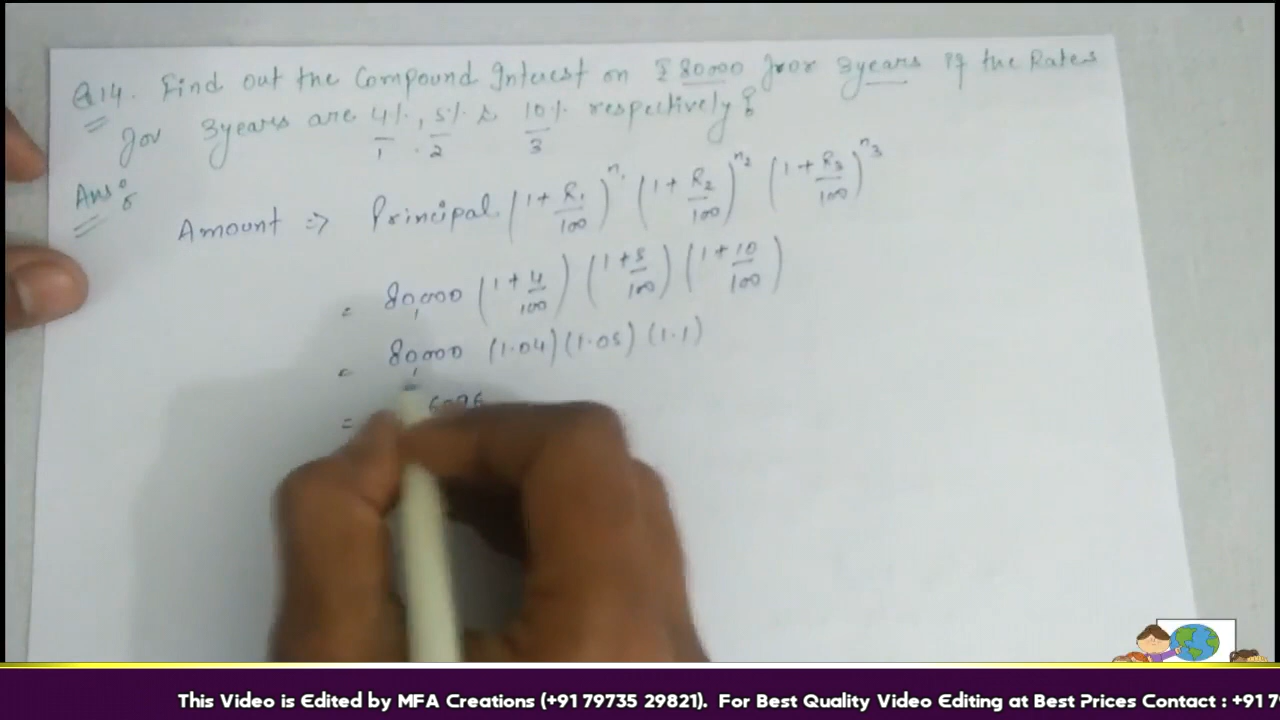 Q14. Find out the Compound Interest on ₹ 80000 for 3years if the Rates
for 3years are 4%, 5% & 10% respectively?
1 2 3
Ans:
Amount => Principal (1 + R1/100)^n1 (1 + R2/100)^n2 (1 + R3/100)^n3
= 80,000 (1 + 4/100) (1 + 5/100) (1 + 10/100)
= 80,000 (1.04) (1.05) (1.1)
=
This Video is Edited by MFA Creations (+91 79735 29821). For Best Quality Video Editing at Best Prices Contact : +91 7